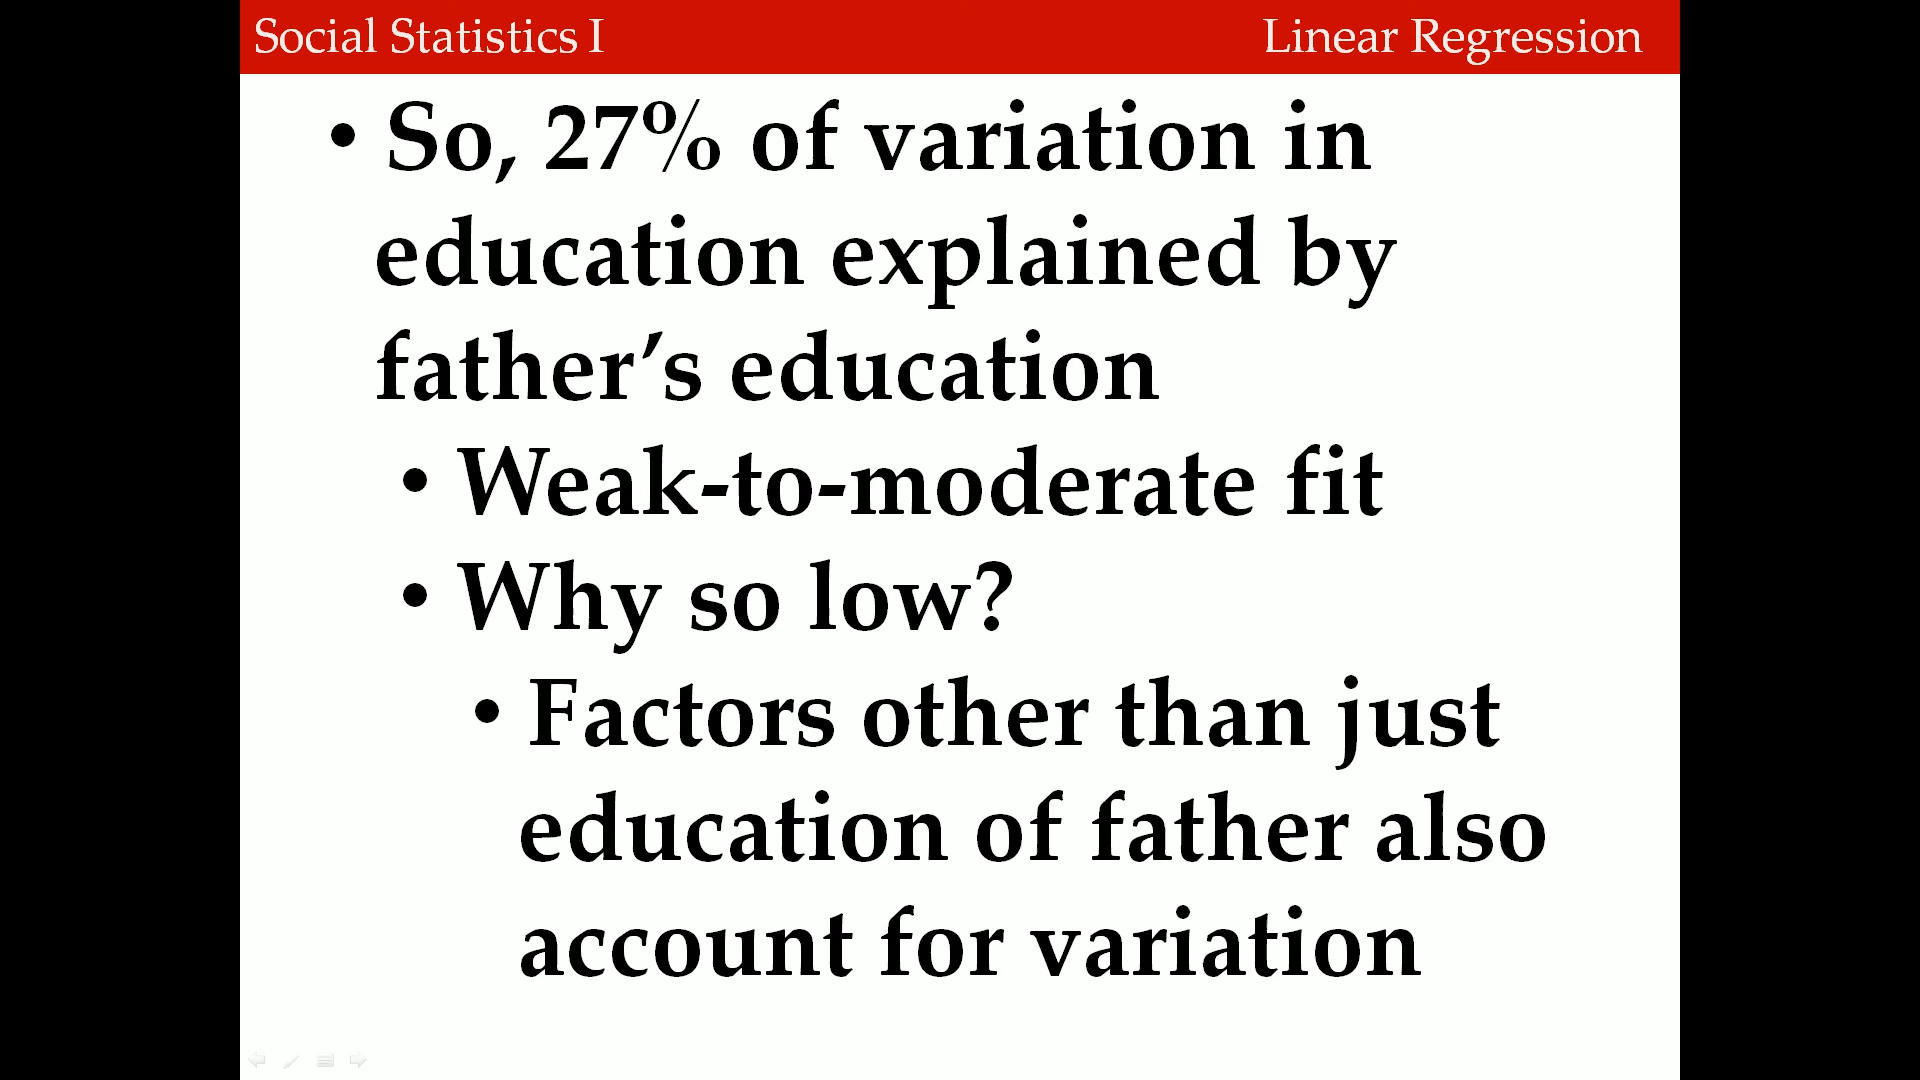 Social Statistics I
Linear Regression
• So, 27% of variation in
education explained by
father’s education
• Weak-to-moderate fit
• Why so low?
• Factors other than just
education of father also
account for variation